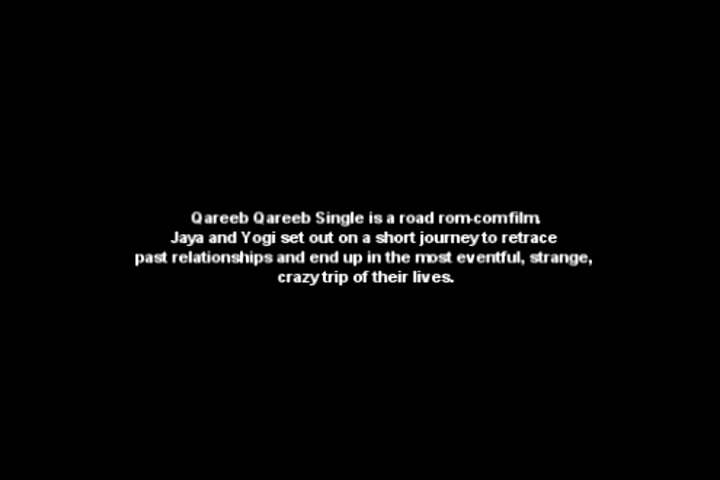 Qareeb Qareeb Single is a road rom-com film.
Jaya and Yogi set out on a short journey to retrace
past relationships and end up in the most eventful, strange,
crazy trip of their lives.